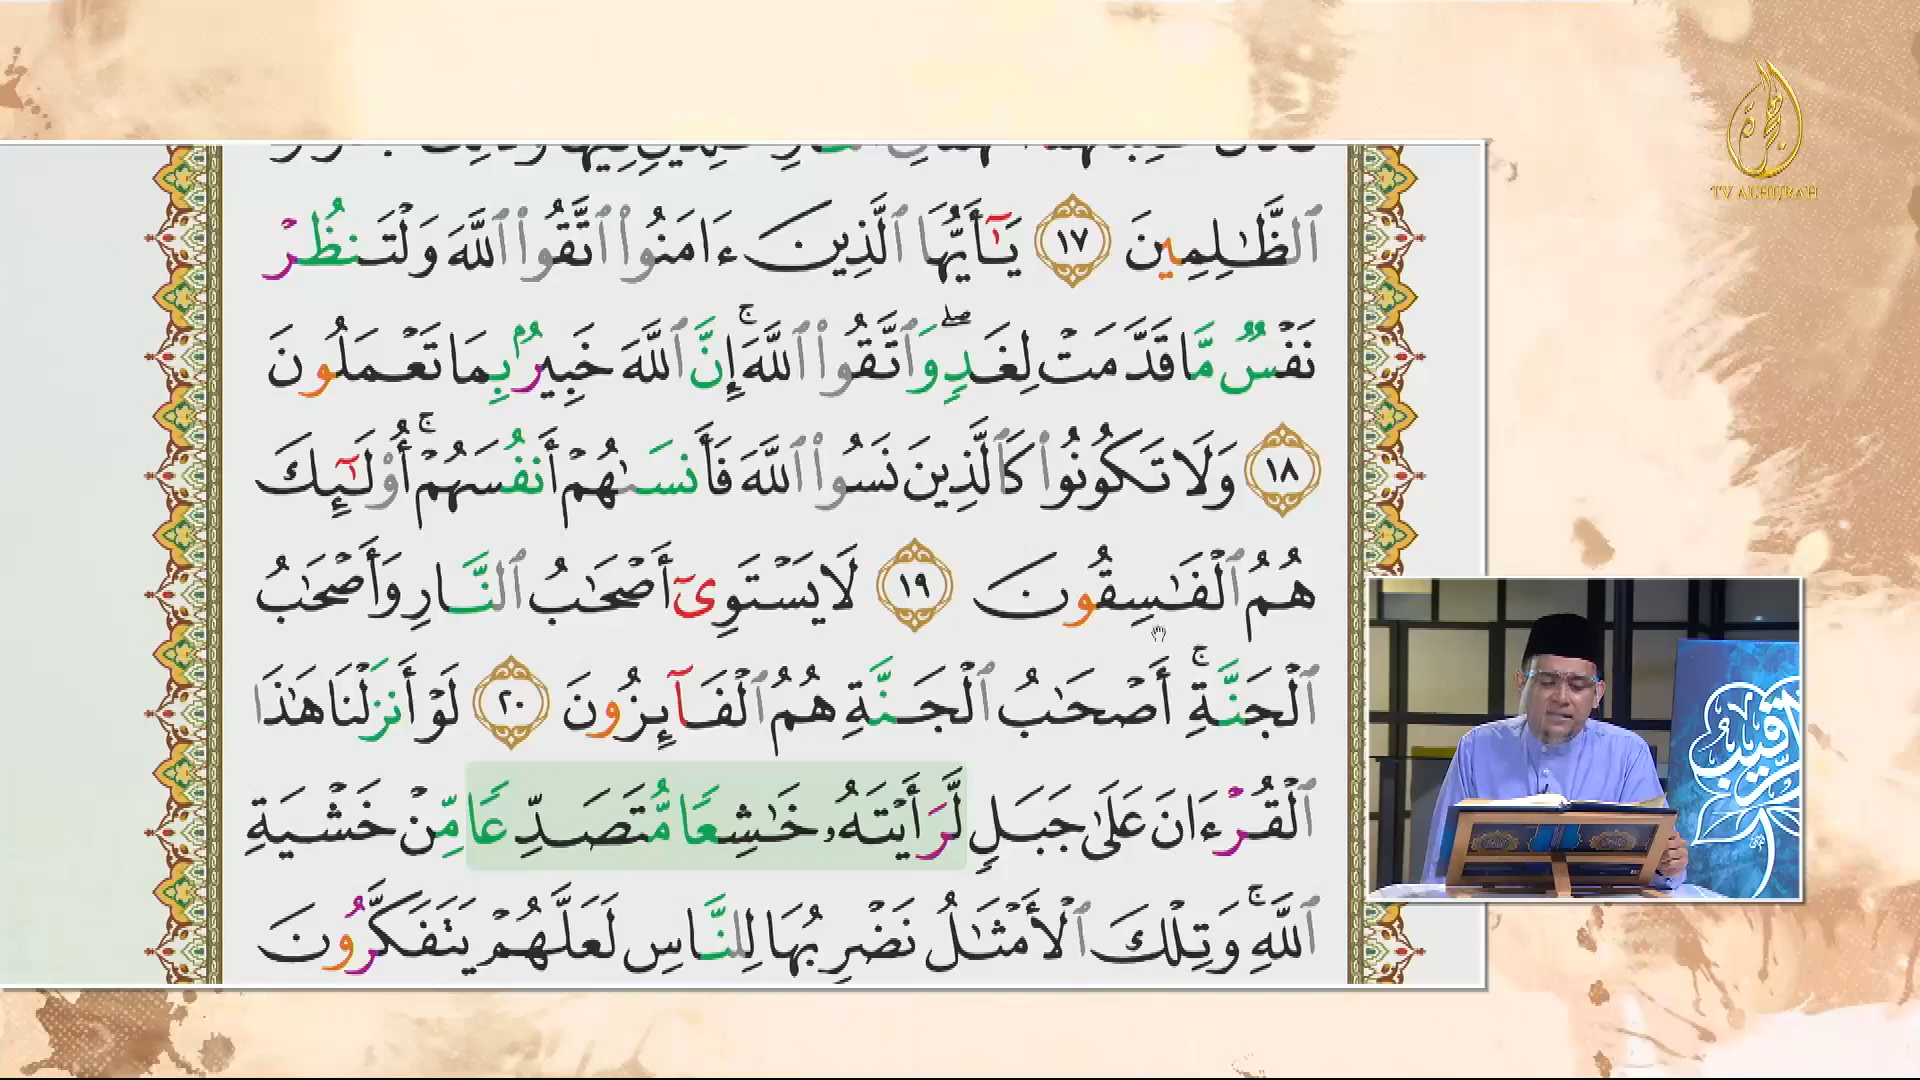 ٱلظَّٰلِمِينَ ١٧ يَٰٓأَيُّهَا ٱلَّذِينَ ءَامَنُوا۟ ٱتَّقُوا۟ ٱللَّهَ وَلْتَنظُرْ
نَفْسٌ مَّا قَدَّمَتْ لِغَدٍ ۖ وَٱتَّقُوا۟ ٱللَّهَ ۚ إِنَّ ٱللَّهَ خَبِيرٌۢ بِمَا تَعْمَلُونَ
١٨ وَلَا تَكُونُوا۟ كَٱلَّذِينَ نَسُوا۟ ٱللَّهَ فَأَنسَىٰهُمْ أَنفُسَهُمْ ۚ أُو۟لَٰٓئِكَ
هُمُ ٱلْفَٰسِقُونَ ١٩ لَا يَسْتَوِىٓ أَصْحَٰبُ ٱلنَّارِ وَأَصْحَٰبُ
ٱلْجَنَّةِ ۚ أَصْحَٰبُ ٱلْجَنَّةِ هُمُ ٱلْفَآئِزُونَ ٢٠ لَوْ أَنزَلْنَا هَٰذَا
ٱلْقُرْءَانَ عَلَىٰ جَبَلٍ لَّرَأَيْتَهُۥ خَٰشِعًا مُّتَصَدِّعًا مِّنْ خَشْيَةِ
ٱللَّهِ ۚ وَتِلْكَ ٱلْأَمْثَٰلُ نَضْرِبُهَا لِلنَّاسِ لَعَلَّهُمْ يَتَفَكَّرُونَ
TV ALHIJRAH